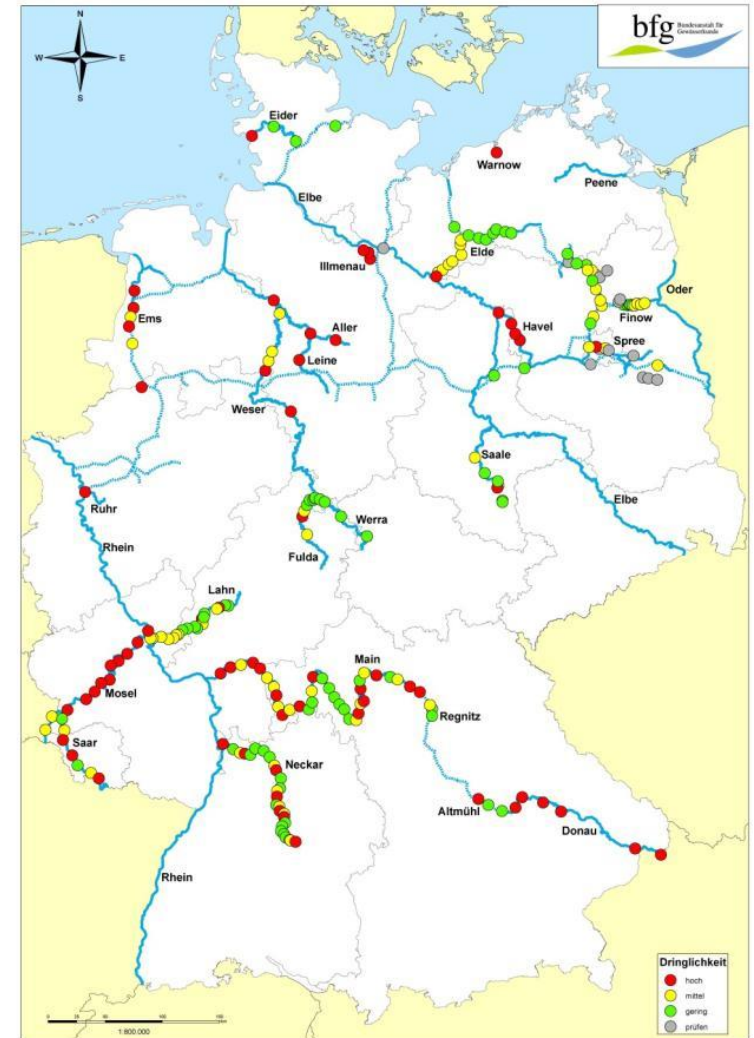 N
W E
S
bfg
Bundesanstalt für
Gewässerkunde
Eider
Warnow
Peene
Elbe
Elde
Illmenau
Oder
Ems
Finow
Aller
Havel
Spree
Leine
Weser
Saale
Ruhr
Werra
Elbe
Rhein
Fulda
Lahn
Main
Mosel
Regnitz
Saar
Neckar
Altmühl
Donau
Rhein
Dringlichkeit
hoch
mittel
gering
prüfen
1:800.000